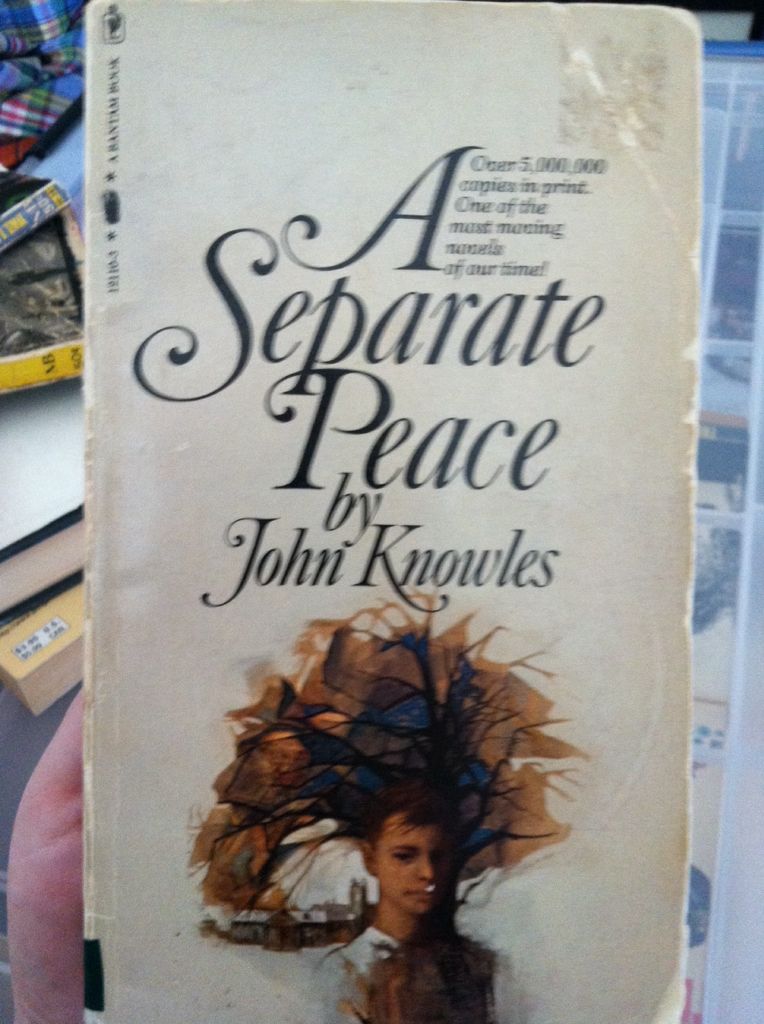 A
Over 5,000,000
copies in print.
One of the
most moving
novels
of our time!
Separate
Peace
by
John Knowles
A BANTAM BOOK